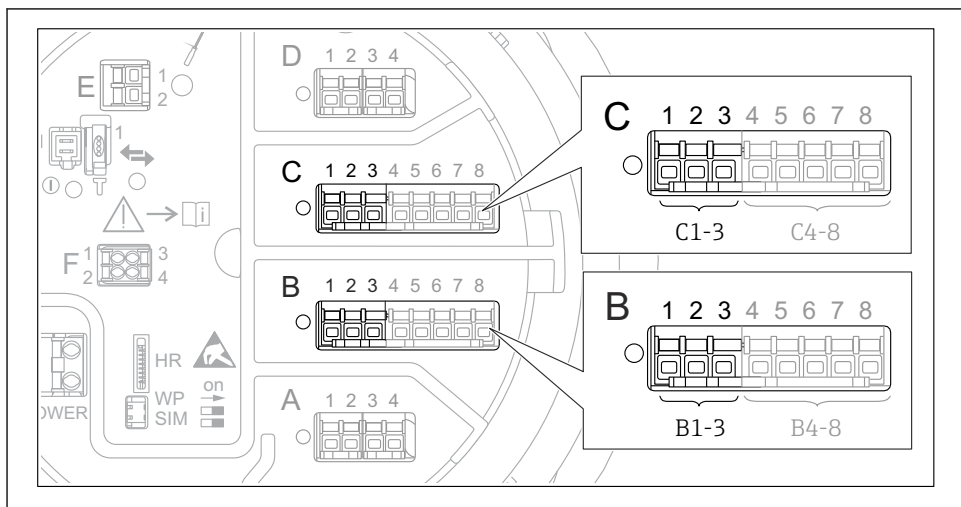 D 1 2 3 4
E 1
2
1
C 1 2 3 4 5 6 7 8
F 1 3
2 4
B 1 2 3 4 5 6 7 8
HR
WP on
SIM
OWER
A 1 2 3 4
C 1 2 3 4 5 6 7 8
C1-3 C4-8
B 1 2 3 4 5 6 7 8
B1-3 B4-8